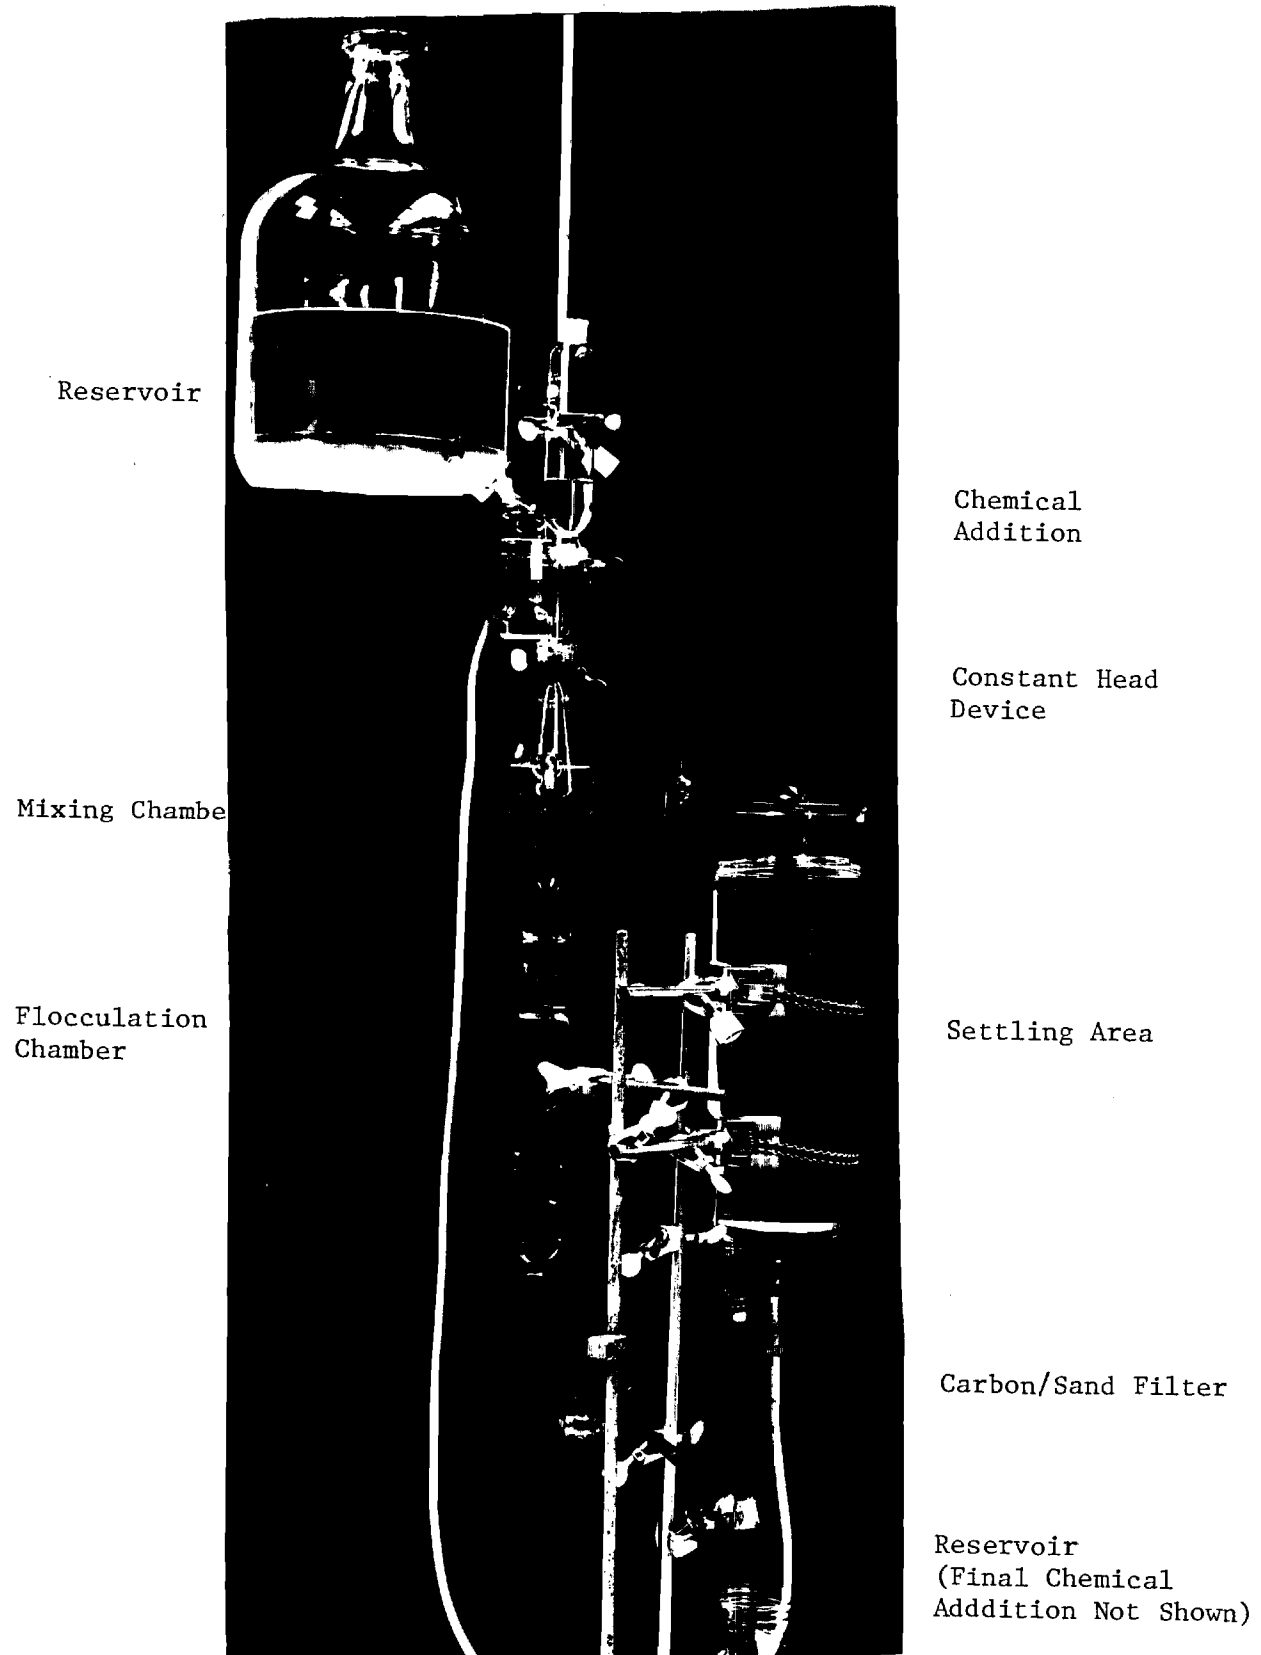 Reservoir
Chemical
Addition
Constant Head
Device
Mixing Chambe
Flocculation
Chamber
Settling Area
Carbon/Sand Filter
Reservoir
(Final Chemical
Adddition Not Shown)